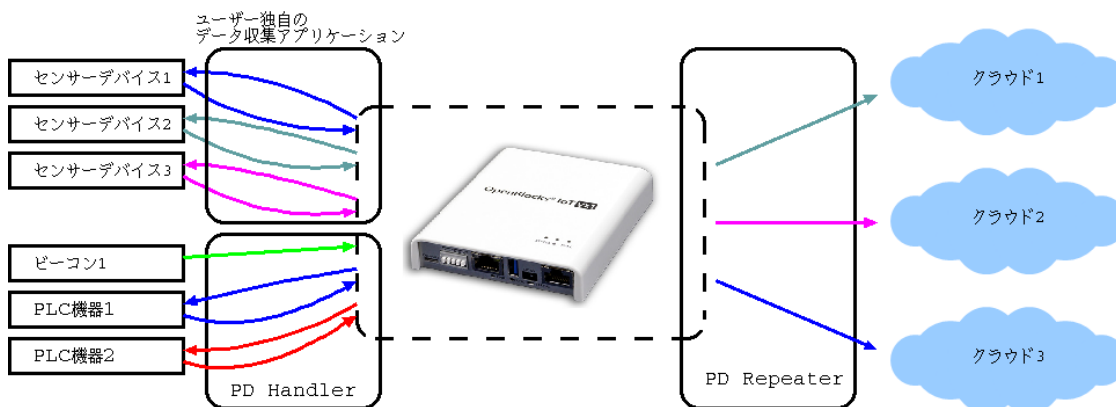 ユーザー独自の
データ収集アプリケーション
センサーデバイス1
センサーデバイス2
センサーデバイス3
ビーコン1
PLC機器1
PLC機器2
PD Handler
OpenBlocks® IoT VX1
PD Repeater
クラウド1
クラウド2
クラウド3